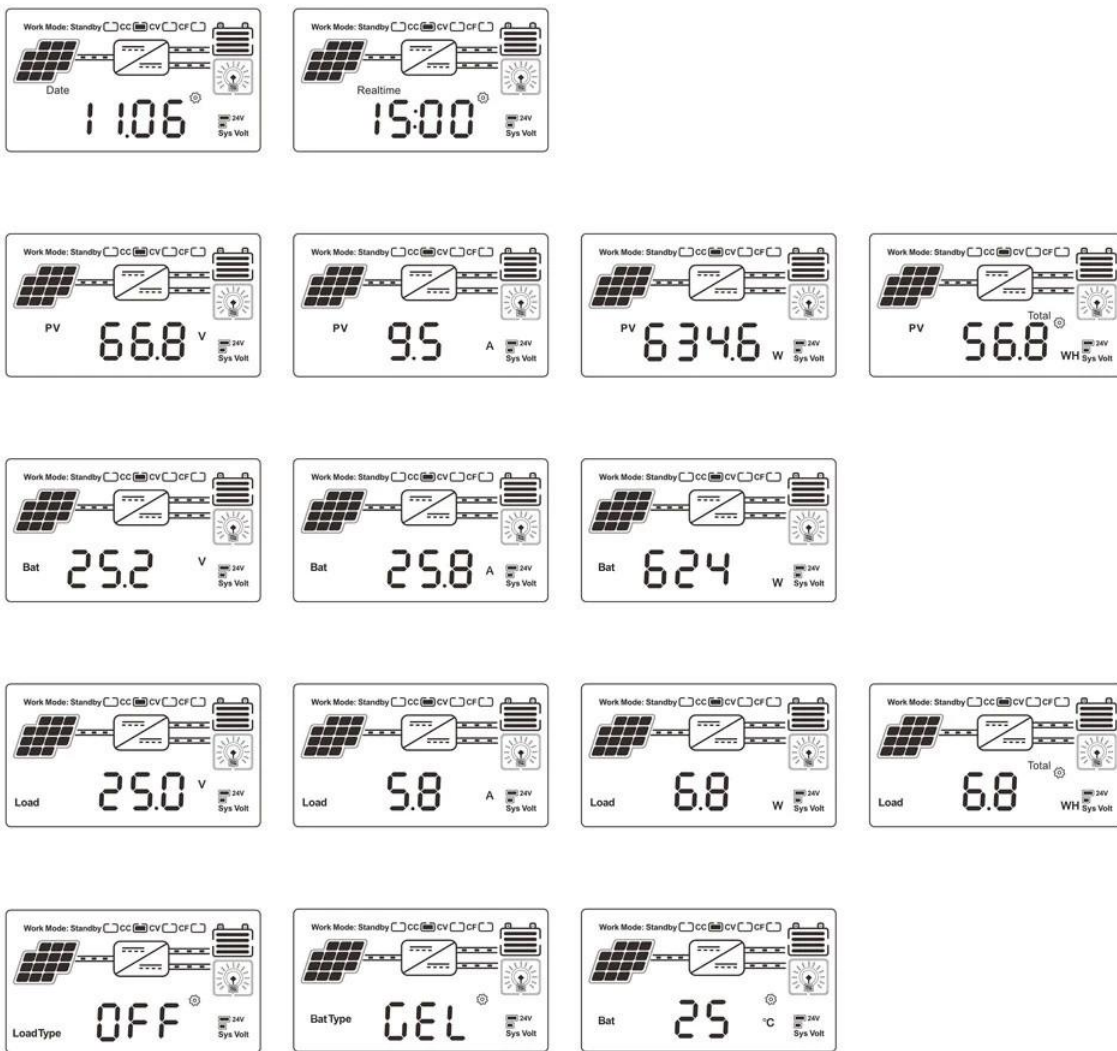 Work Mode: Standby CC CV CF
Date
11.06
24V
Sys Volt
Work Mode: Standby CC CV CF
Realtime
15:00
24V
Sys Volt
Work Mode: Standby CC CV CF
PV 66.8 V
24V
Sys Volt
Work Mode: Standby CC CV CF
PV 9.5 A
24V
Sys Volt
Work Mode: Standby CC CV CF
PV 634.6 W
24V
Sys Volt
Work Mode: Standby CC CV CF
Total
PV 56.8 WH
24V
Sys Volt
Work Mode: Standby CC CV CF
Bat 25.2 V
24V
Sys Volt
Work Mode: Standby CC CV CF
Bat 25.8 A
24V
Sys Volt
Work Mode: Standby CC CV CF
Bat 624 W
24V
Sys Volt
Work Mode: Standby CC CV CF
Load 25.0 V
24V
Sys Volt
Work Mode: Standby CC CV CF
Load 5.8 A
24V
Sys Volt
Work Mode: Standby CC CV CF
Load 6.8 W
24V
Sys Volt
Work Mode: Standby CC CV CF
Total
Load 6.8 WH
24V
Sys Volt
Work Mode: Standby CC CV CF
LoadType OFF
24V
Sys Volt
Work Mode: Standby CC CV CF
BatType GEL
24V
Sys Volt
Work Mode: Standby CC CV CF
Bat 25 °C
24V
Sys Volt